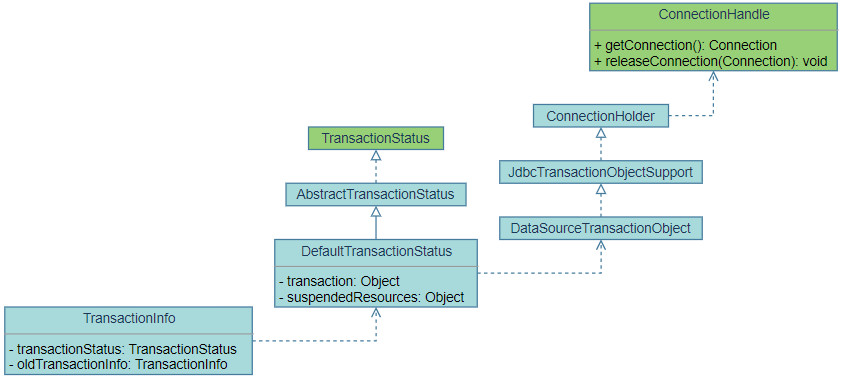 ConnectionHandle
+ getConnection(): Connection
+ releaseConnection(Connection): void
ConnectionHolder
TransactionStatus
JdbcTransactionObjectSupport
AbstractTransactionStatus
DataSourceTransactionObject
DefaultTransactionStatus
- transaction: Object
- suspendedResources: Object
TransactionInfo
- transactionStatus: TransactionStatus
- oldTransactionInfo: TransactionInfo